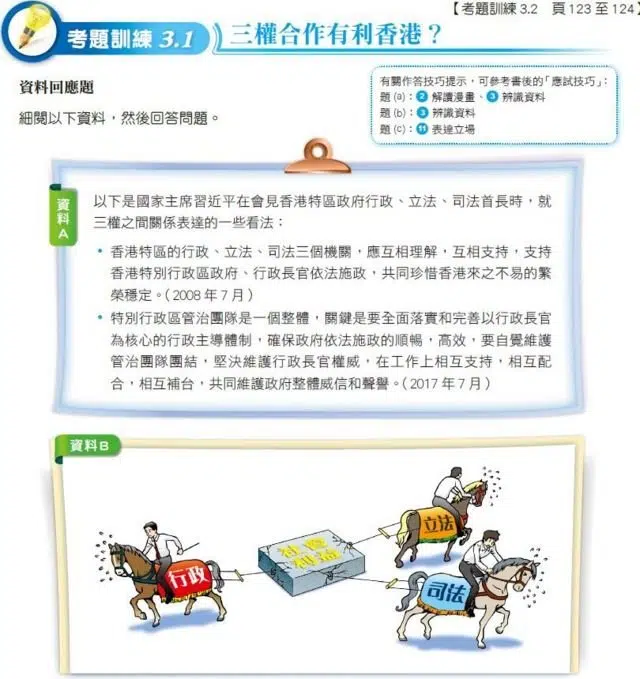 【考題訓練 3.2 頁 123 至 124】
考題訓練 3.1
三權合作有利香港？
資料回應題
細閱以下資料，然後回答問題。
有關作答技巧提示，可參考書後的「應試技巧」：
題 (a)：2 解讀漫畫、3 辨識資料
題 (b)：3 辨識資料
題 (c)：11 表達立場
資料A
以下是國家主席習近平在會見香港特區政府行政、立法、司法首長時，就
三權之間關係表達的一些看法：
• 香港特區的行政、立法、司法三個機關，應互相理解，互相支持，支持
香港特別行政區政府、行政長官依法施政，共同珍惜香港來之不易的繁
榮穩定。（2008 年 7 月）
• 特別行政區管治團隊是一個整體，關鍵是要全面落實和完善以行政長官
為核心的行政主導體制，確保政府依法施政的順暢，高效，要自覺維護
管治團隊團結，堅決維護行政長官權威，在工作上相互支持，相互配
合，相互補台，共同維護政府整體威信和聲譽。（2017 年 7 月）
資料B
立法
行政
社會
利益
司法